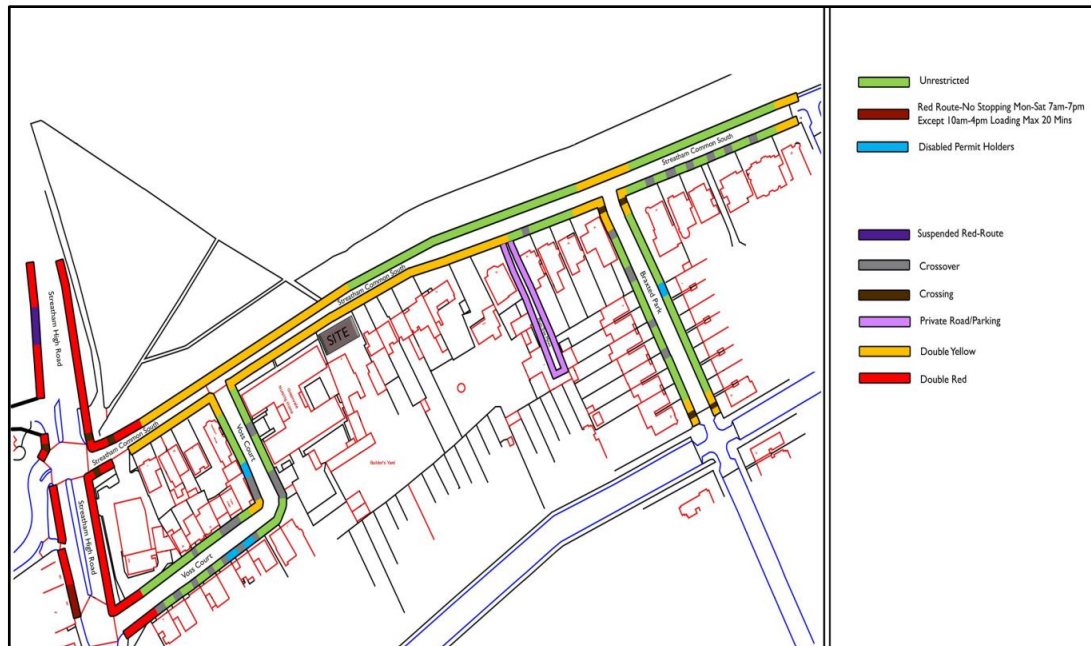 Unrestricted
Red Route-No Stopping Mon-Sat 7am-7pm
Except 10am-4pm Loading Max 20 Mins
Disabled Permit Holders
Suspended Red-Route
Crossover
Crossing
Private Road/Parking
Double Yellow
Double Red
Streatham Common South
Streatham Common South
SITE
Braxted Park
Streatham High Road
Voss Court
Streatham Common South
Builder's Yard
Streatham High Road
Voss Court